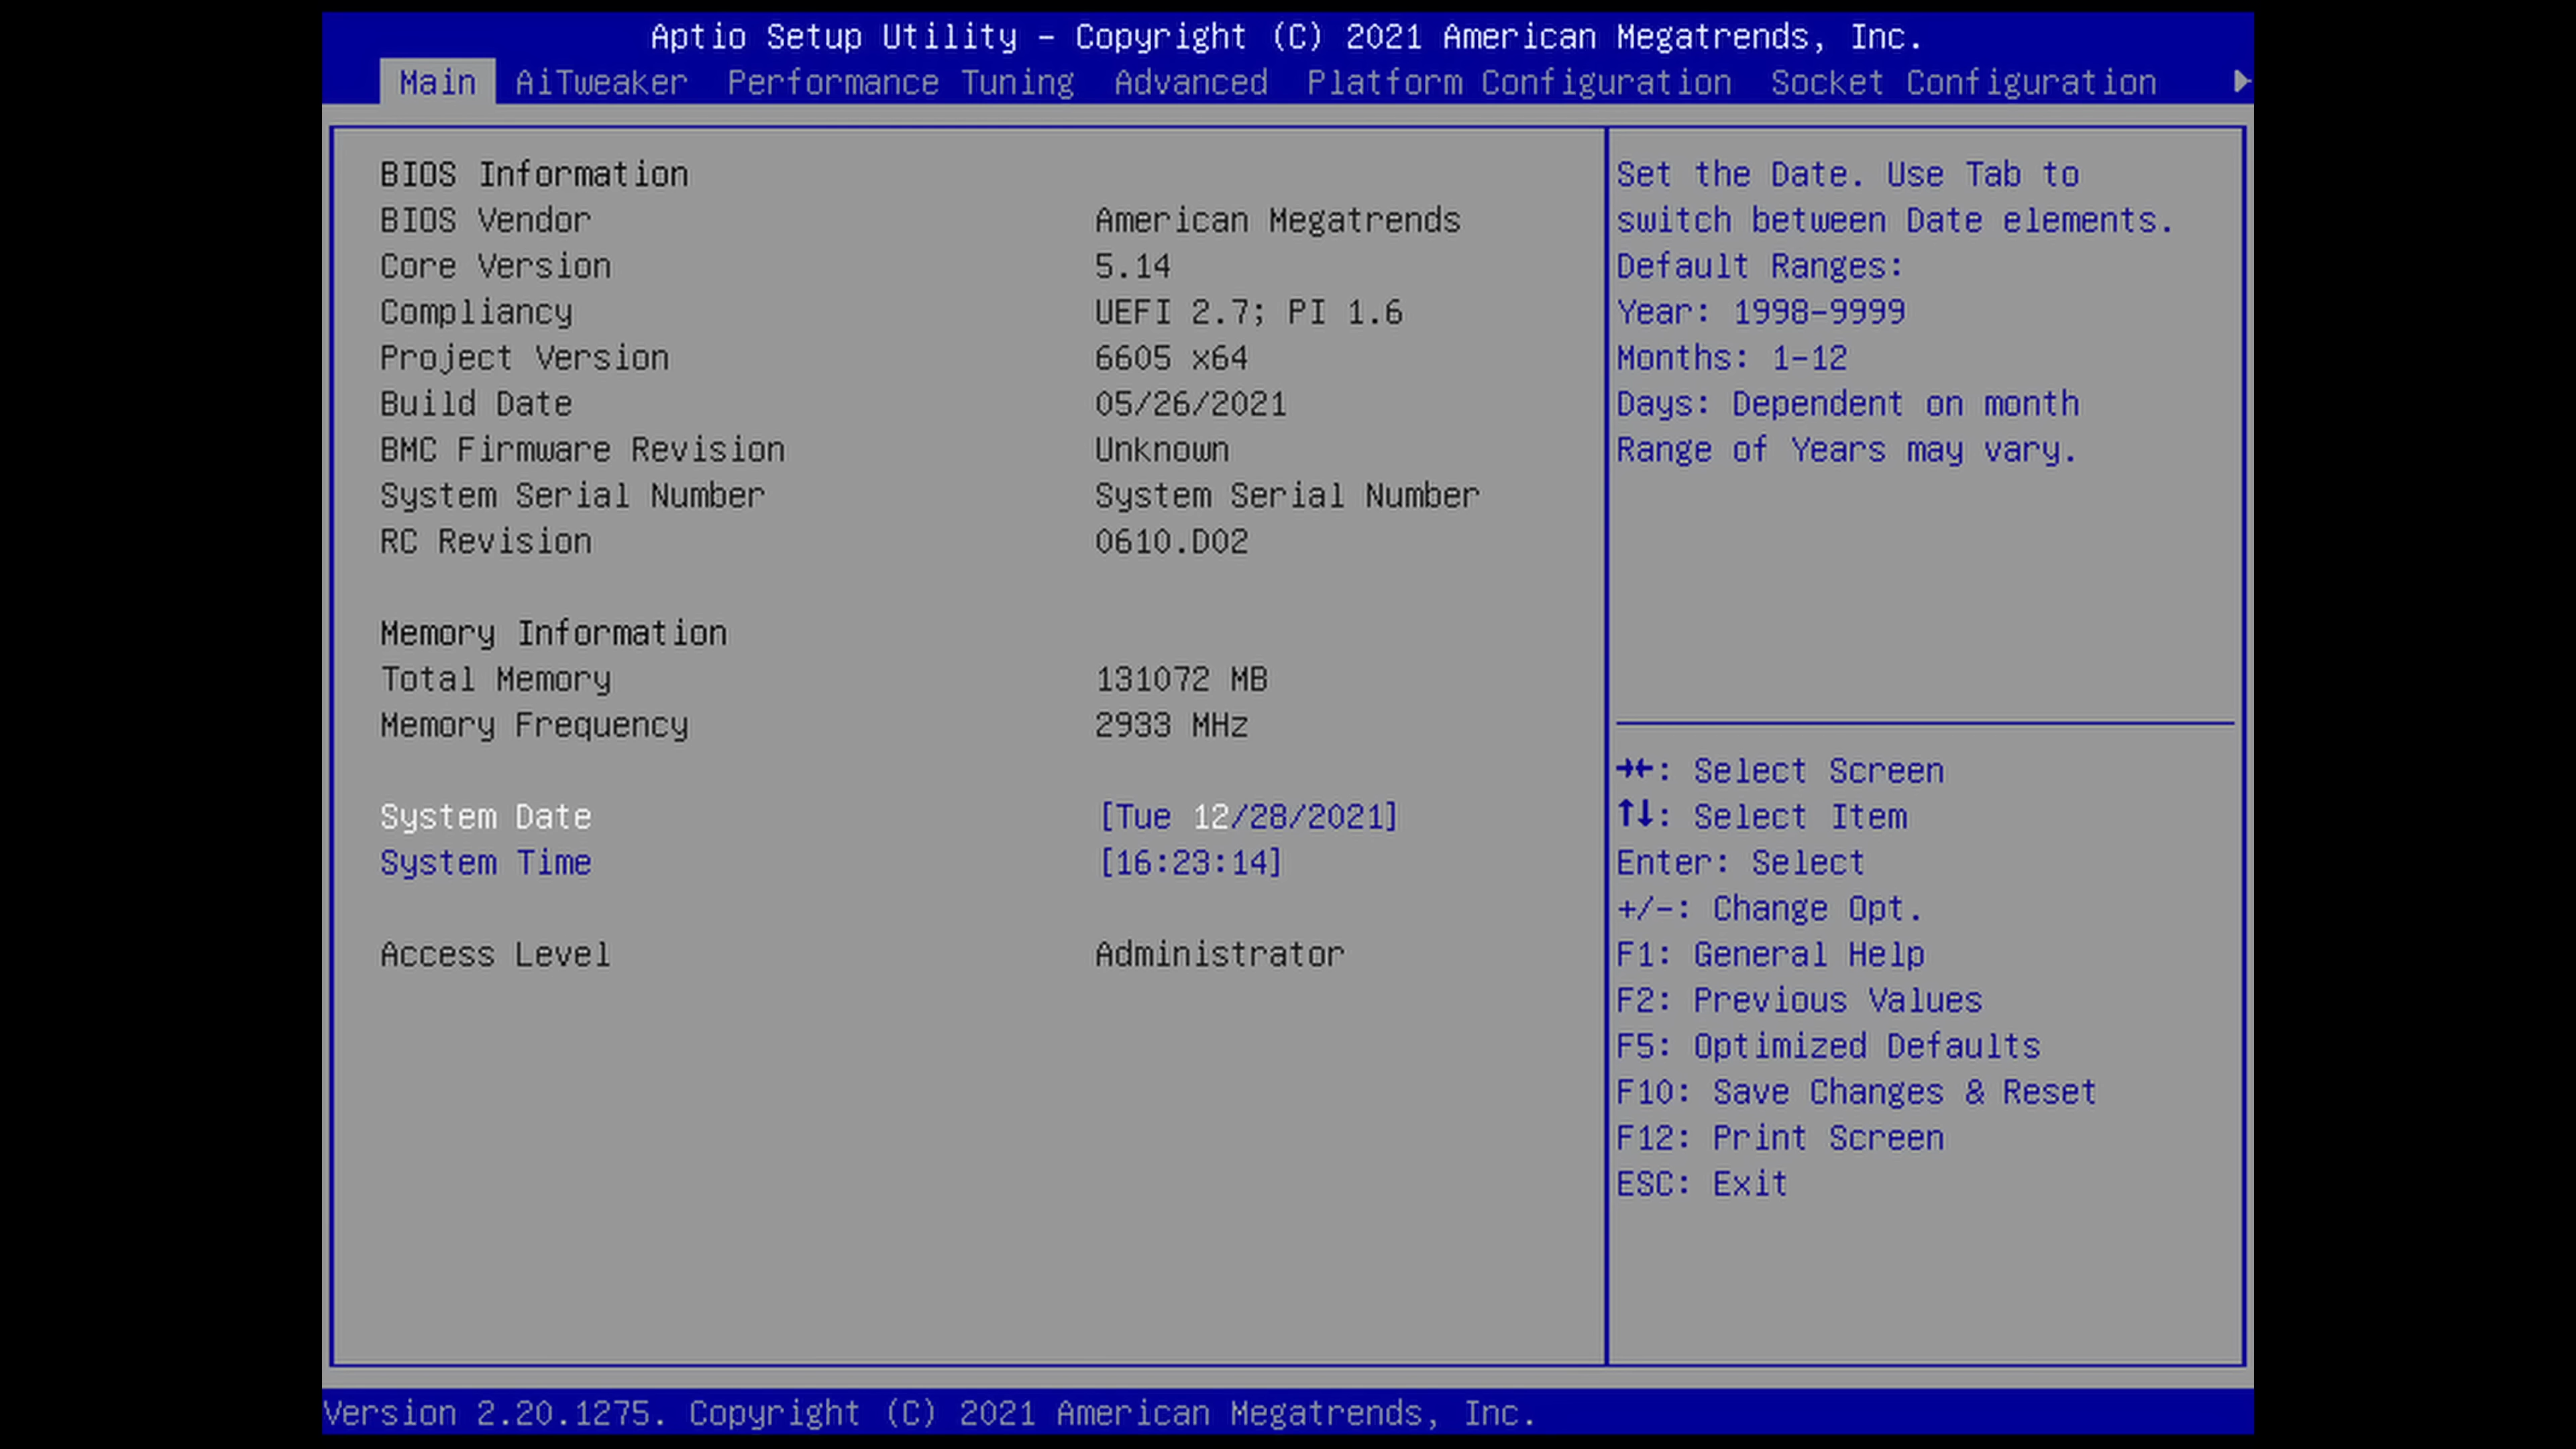 Aptio Setup Utility – Copyright (C) 2021 American Megatrends, Inc.
Main AiTweaker Performance Tuning Advanced Platform Configuration Socket Configuration ►
BIOS Information
BIOS Vendor American Megatrends
Core Version 5.14
Compliancy UEFI 2.7; PI 1.6
Project Version 6605 x64
Build Date 05/26/2021
BMC Firmware Revision Unknown
System Serial Number System Serial Number
RC Revision 0610.D02
Memory Information
Total Memory 131072 MB
Memory Frequency 2933 MHz
System Date [Tue 12/28/2021]
System Time [16:23:14]
Access Level Administrator
Set the Date. Use Tab to
switch between Date elements.
Default Ranges:
Year: 1998–9999
Months: 1–12
Days: Dependent on month
Range of Years may vary.
→←: Select Screen
↑↓: Select Item
Enter: Select
+/–: Change Opt.
F1: General Help
F2: Previous Values
F5: Optimized Defaults
F10: Save Changes & Reset
F12: Print Screen
ESC: Exit
Version 2.20.1275. Copyright (C) 2021 American Megatrends, Inc.